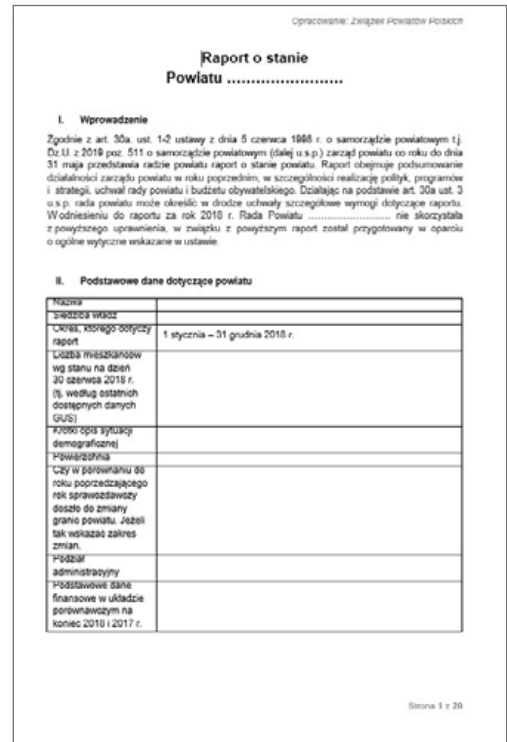 Opracowanie: Związek Powiatów Polskich
Raport o stanie
Powiatu ........................
I. Wprowadzenie
Zgodnie z art. 30a. ust. 1-2 ustawy z dnia 5 czerwca 1998 r. o samorządzie powiatowym t.j.
Dz.U. z 2019 poz. 511 o samorządzie powiatowym (dalej u.s.p.) zarząd powiatu co roku do dnia
31 maja przedstawia radzie powiatu raport o stanie powiatu. Raport obejmuje podsumowanie
działalności zarządu powiatu w roku poprzednim, w szczególności realizację polityk, programów
i strategii, uchwał rady powiatu i budżetu obywatelskiego. Działając na podstawie art. 30a ust. 3
u.s.p. rada powiatu może określić w drodze uchwały szczegółowe wymogi dotyczące raportu.
W odniesieniu do raportu za rok 2018 r. Rada Powiatu ........................... nie skorzystała
z powyższego uprawnienia, w związku z powyższym raport został przygotowany w oparciu
o ogólne wytyczne wskazane w ustawie.
II. Podstawowe dane dotyczące powiatu
Nazwa
Siedziba władz
Okres, którego dotyczy
raport
1 stycznia – 31 grudnia 2018 r.
Liczba mieszkańców
wg stanu na dzień
30 czerwca 2018 r.
(tj. według ostatnich
dostępnych danych
GUS)
Krótki opis sytuacji
demograficznej
Powierzchnia
Czy w porównaniu do
roku poprzedzającego
rok sprawozdawczy
doszło do zmiany
granic powiatu. Jeżeli
tak wskazać zakres
zmian.
Podział
administracyjny
Podstawowe dane
finansowe w układzie
porównawczym na
koniec 2018 i 2017 r.
Strona 1 z 20